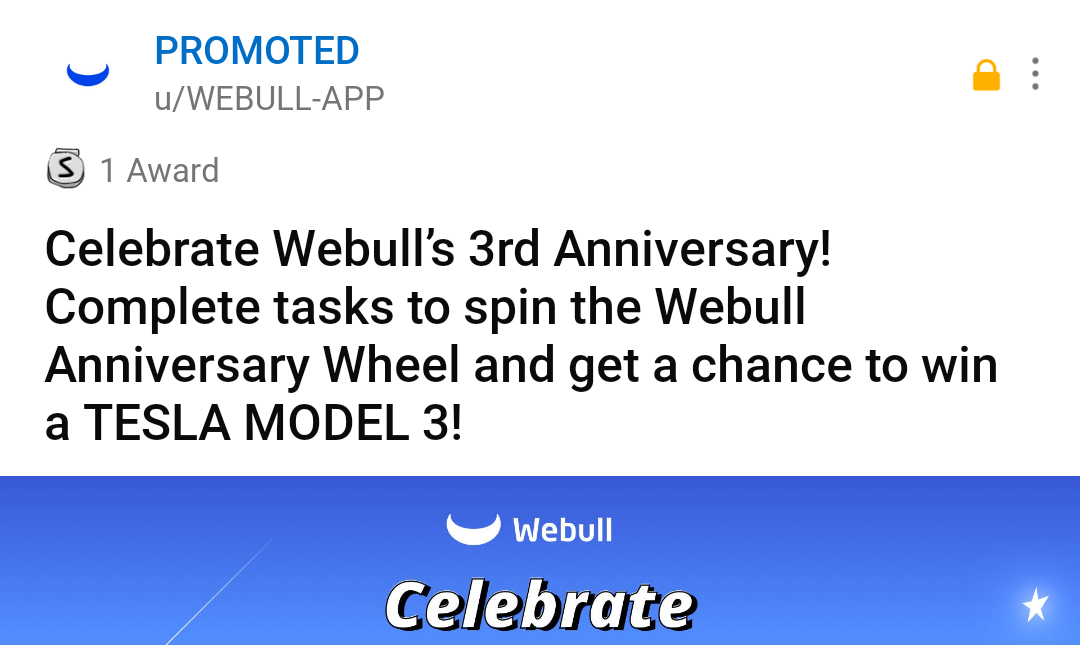 PROMOTED
u/WEBULL-APP
S 1 Award
Celebrate Webull’s 3rd Anniversary!
Complete tasks to spin the Webull
Anniversary Wheel and get a chance to win
a TESLA MODEL 3!
Webull
Celebrate